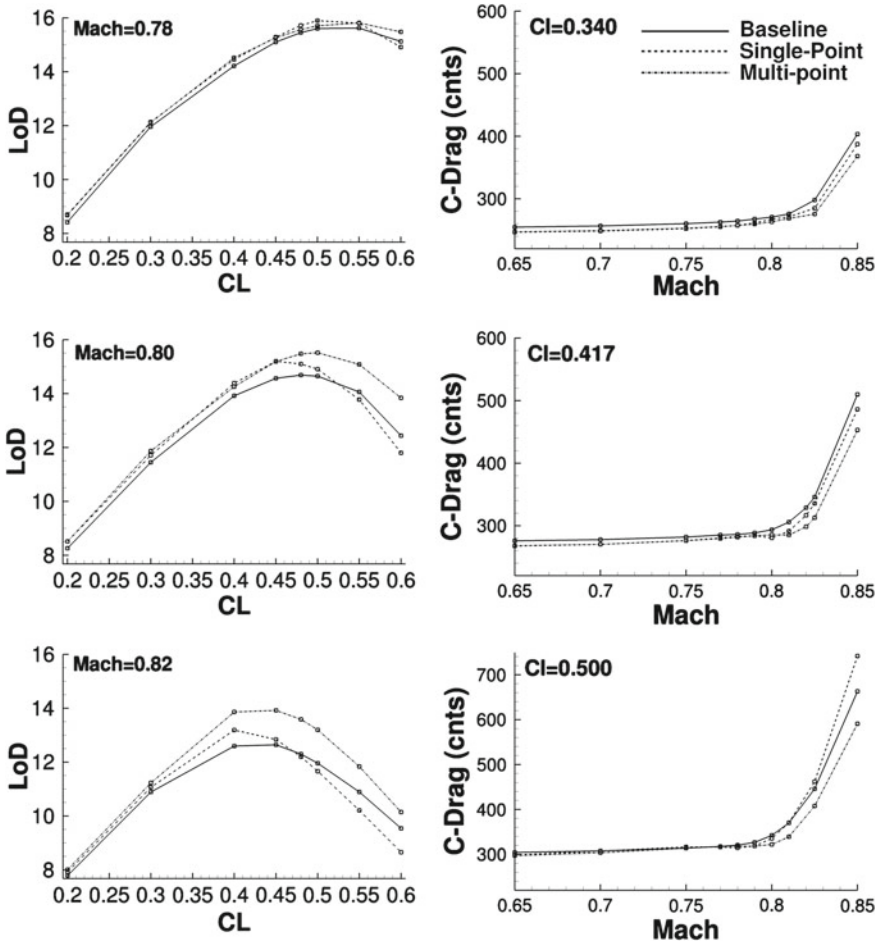 Mach=0.78
LoD
16
14
12
10
8
0.2 0.25 0.3 0.35 0.4 0.45 0.5 0.55 0.6
CL
Cl=0.340
Baseline
Single-Point
Multi-point
C-Drag (cnts)
600
500
400
300
0.65 0.7 0.75 0.8 0.85
Mach
Mach=0.80
LoD
16
14
12
10
8
0.2 0.25 0.3 0.35 0.4 0.45 0.5 0.55 0.6
CL
Cl=0.417
C-Drag (cnts)
600
500
400
300
0.65 0.7 0.75 0.8 0.85
Mach
Mach=0.82
LoD
16
14
12
10
8
0.2 0.25 0.3 0.35 0.4 0.45 0.5 0.55 0.6
CL
Cl=0.500
C-Drag (cnts)
700
600
500
400
300
0.65 0.7 0.75 0.8 0.85
Mach